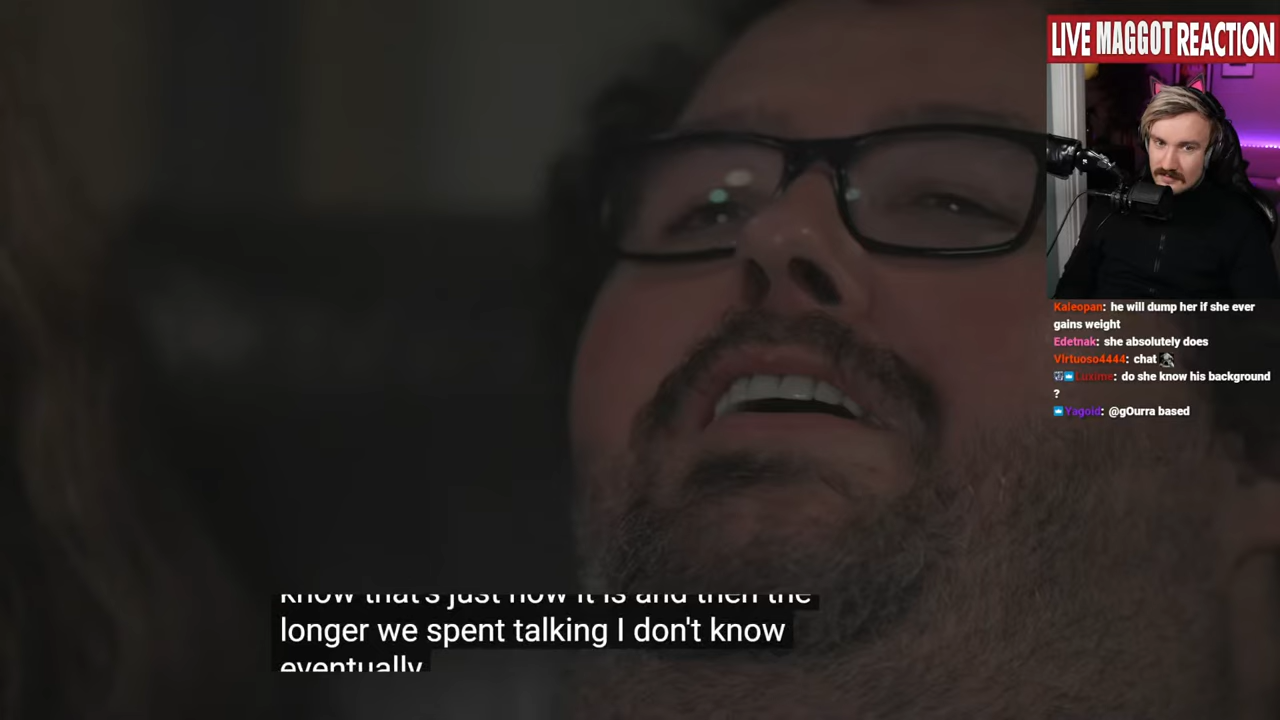 LIVE MAGGOT REACTION
Kaleopan: he will dump her if she ever
gains weight
Edetnak: she absolutely does
V1rtuoso4444: chat
Luxime: do she know his background
?
Yagoid: @gOurra based
know that's just how it is and then the
longer we spent talking I don't know
eventually